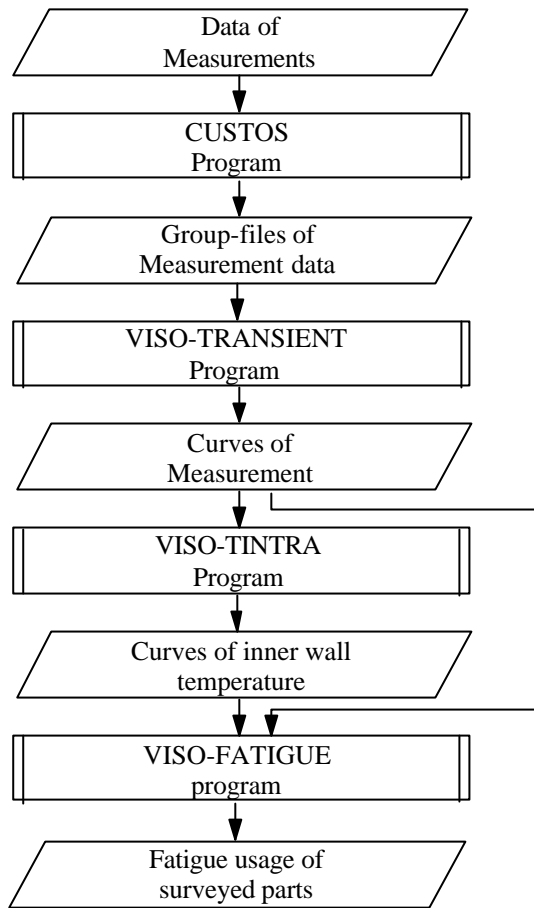 Data of
Measurements
CUSTOS
Program
Group-files of
Measurement data
VISO-TRANSIENT
Program
Curves of
Measurement
VISO-TINTRA
Program
Curves of inner wall
temperature
VISO-FATIGUE
program
Fatigue usage of
surveyed parts